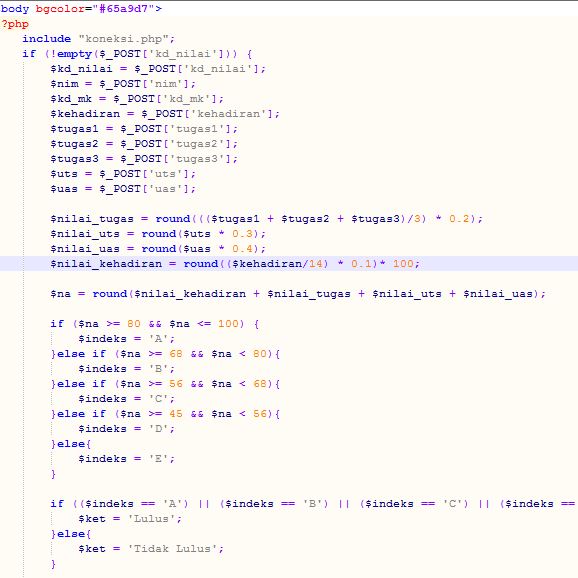 body bgcolor="#65a9d7">
?php
include "koneksi.php";
if (!empty($_POST['kd_nilai'])) {
$kd_nilai = $_POST['kd_nilai'];
$nim = $_POST['nim'];
$kd_mk = $_POST['kd_mk'];
$kehadiran = $_POST['kehadiran'];
$tugas1 = $_POST['tugas1'];
$tugas2 = $_POST['tugas2'];
$tugas3 = $_POST['tugas3'];
$uts = $_POST['uts'];
$uas = $_POST['uas'];
$nilai_tugas = round((($tugas1 + $tugas2 + $tugas3)/3) * 0.2);
$nilai_uts = round($uts * 0.3);
$nilai_uas = round($uas * 0.4);
$nilai_kehadiran = round(($kehadiran/14) * 0.1)* 100;
$na = round($nilai_kehadiran + $nilai_tugas + $nilai_uts + $nilai_uas);
if ($na >= 80 && $na <= 100) {
$indeks = 'A';
}else if ($na >= 68 && $na < 80){
$indeks = 'B';
}else if ($na >= 56 && $na < 68){
$indeks = 'C';
}else if ($na >= 45 && $na < 56){
$indeks = 'D';
}else{
$indeks = 'E';
}
if (($indeks == 'A') || ($indeks == 'B') || ($indeks == 'C') || ($indeks ==
$ket = 'Lulus';
}else{
$ket = 'Tidak Lulus';
}